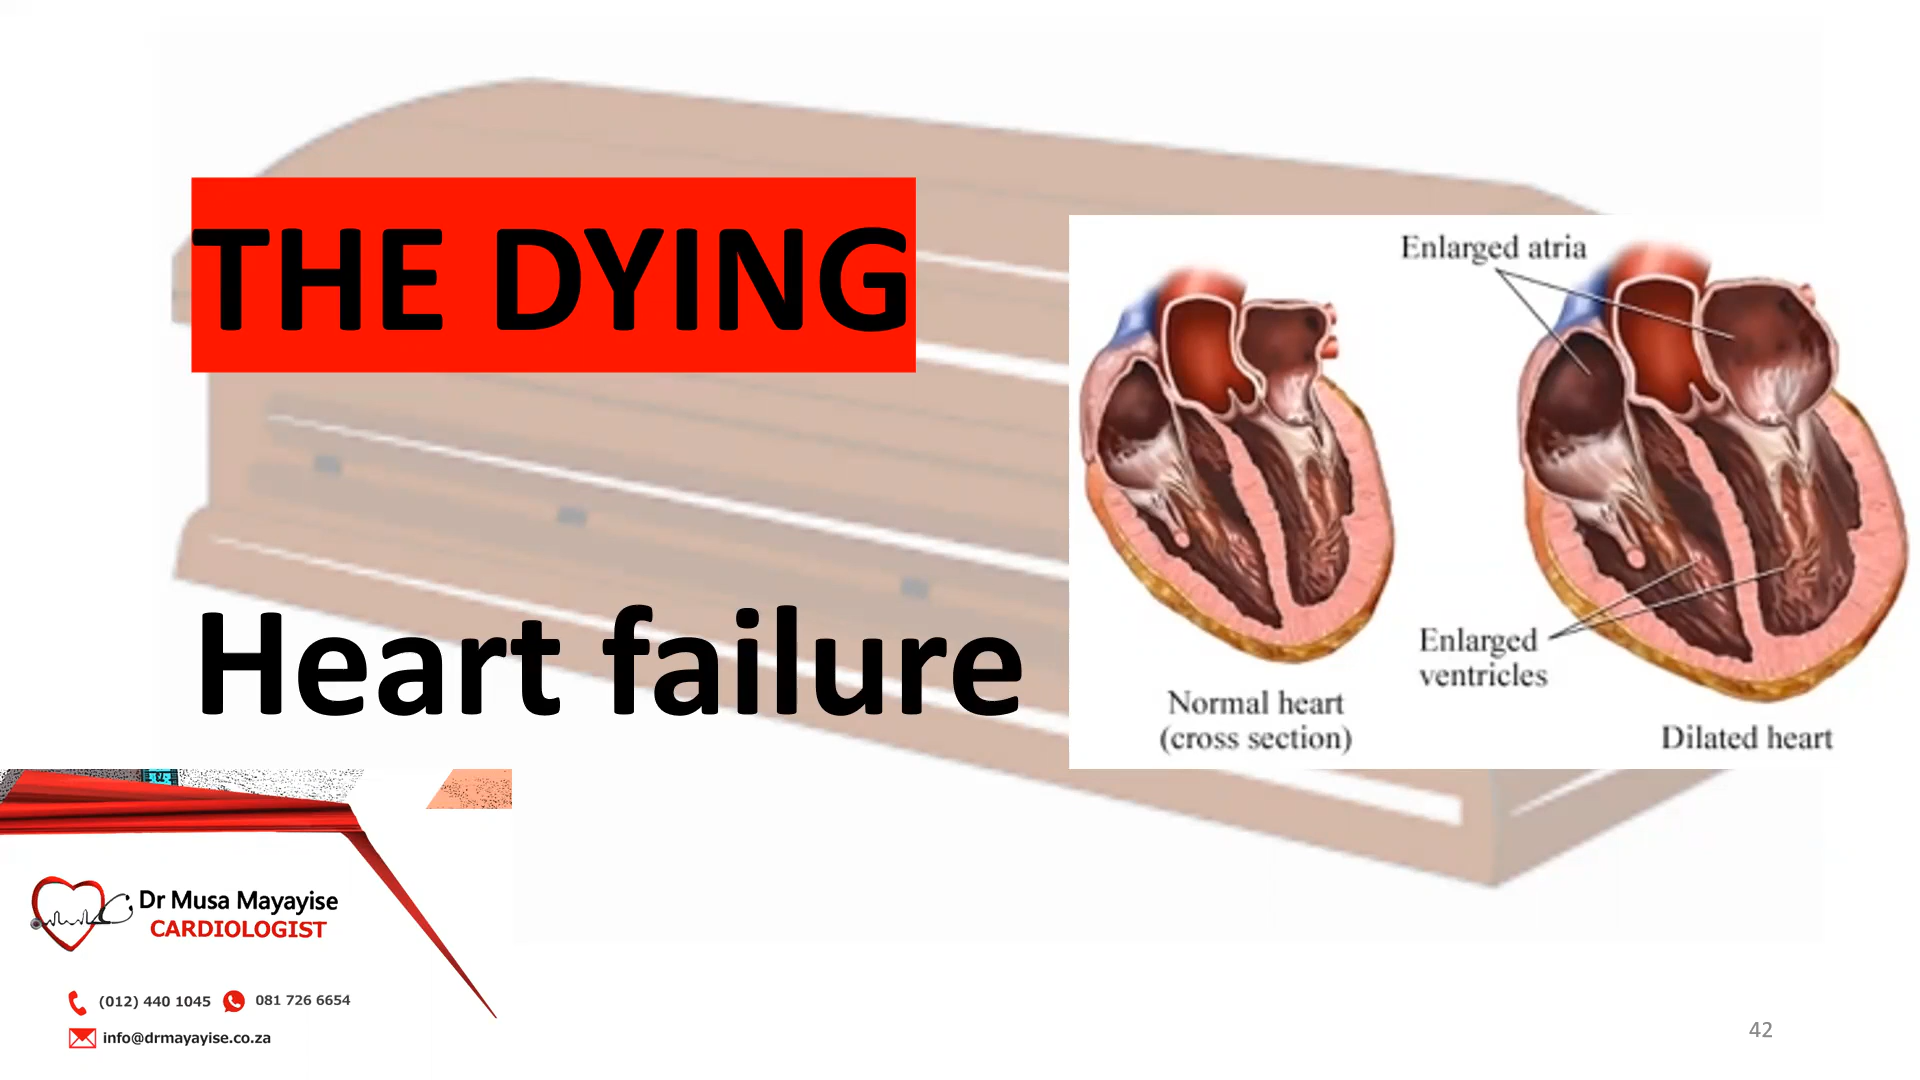 THE DYING
Heart failure
Enlarged atria
Enlarged
ventricles
Normal heart
(cross section)
Dilated heart
Dr Musa Mayayise
CARDIOLOGIST
(012) 440 1045
081 726 6654
info@drmayayise.co.za
42